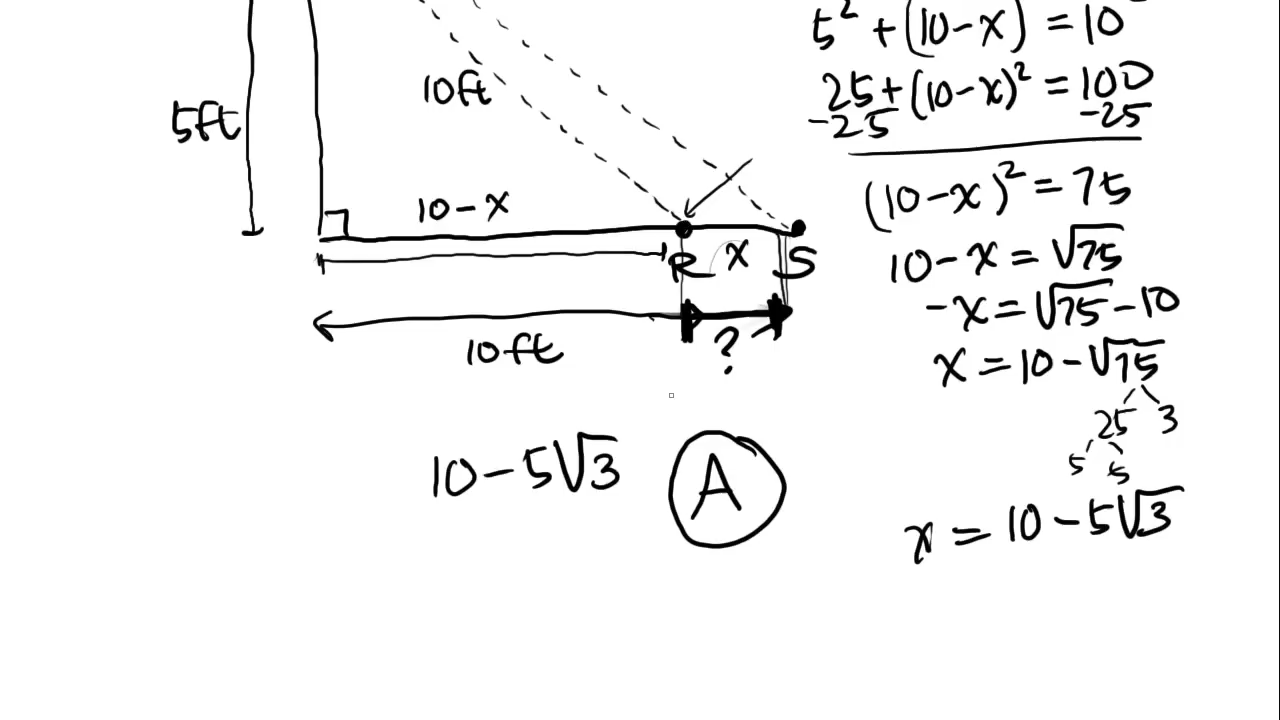 10ft
5ft
10-x
R x S
10ft
?
10-5√3 A
5²+(10-x) = 10
25+(10-x)² = 100
-25 -25
(10-x)² = 75
10-x = √75
-x = √75-10
x = 10-√75
25 3
5 5
x = 10-5√3